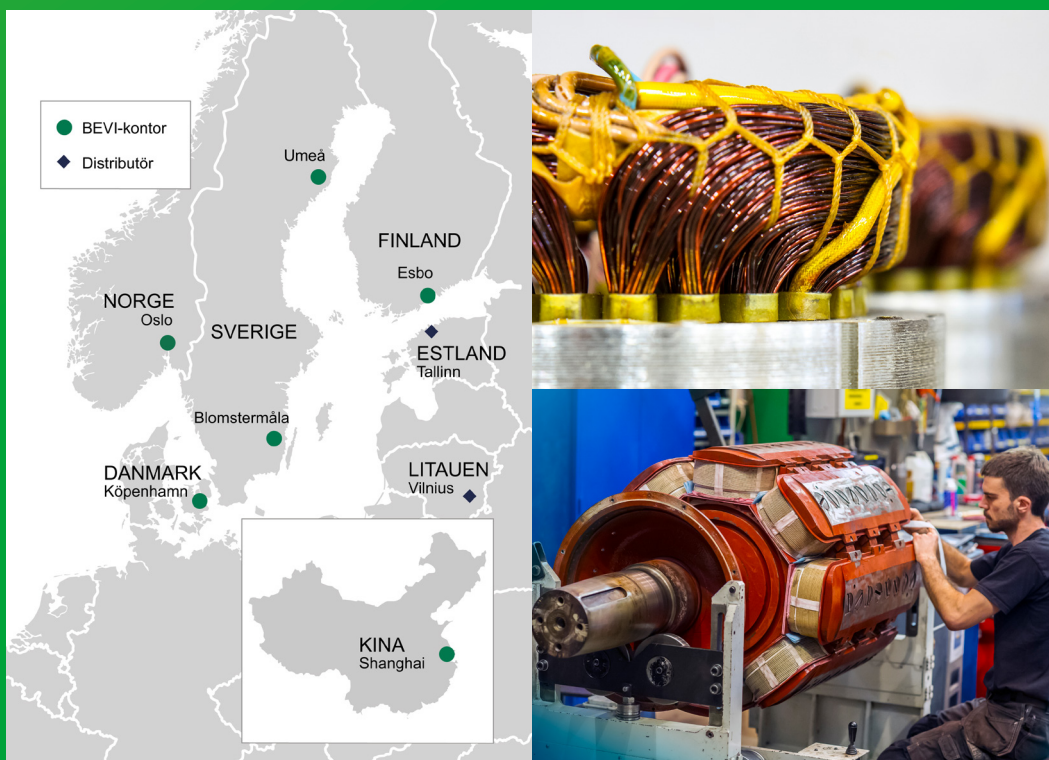 BEVI-kontor
Distributör
Umeå
FINLAND
Esbo
NORGE
Oslo
SVERIGE
ESTLAND
Tallinn
Blomstermåla
DANMARK
Köpenhamn
LITAUEN
Vilnius
KINA
Shanghai